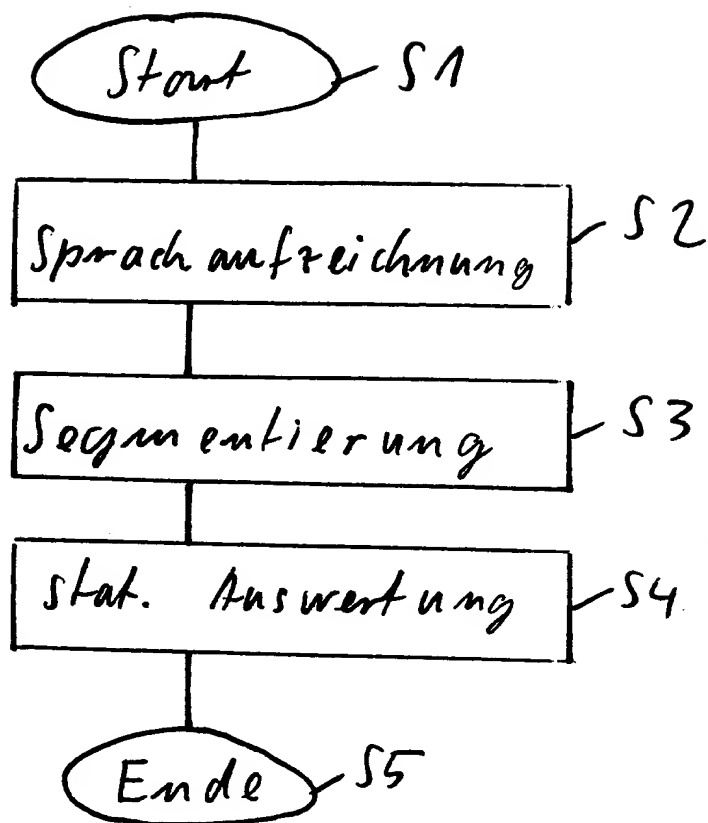 Start S1
Sprachaufzeichnung S2
Segmentierung S3
stat. Auswertung S4
Ende S5